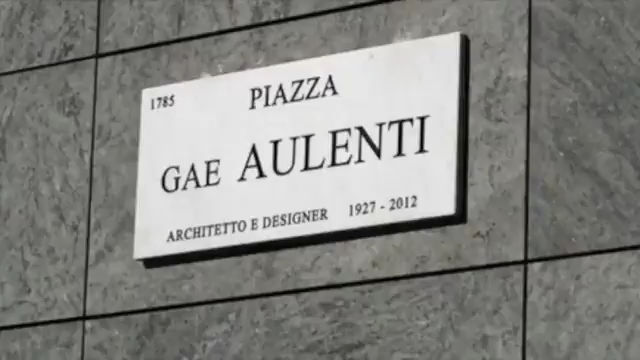 1785
PIAZZA
GAE AULENTI
ARCHITETTO E DESIGNER 1927 - 2012